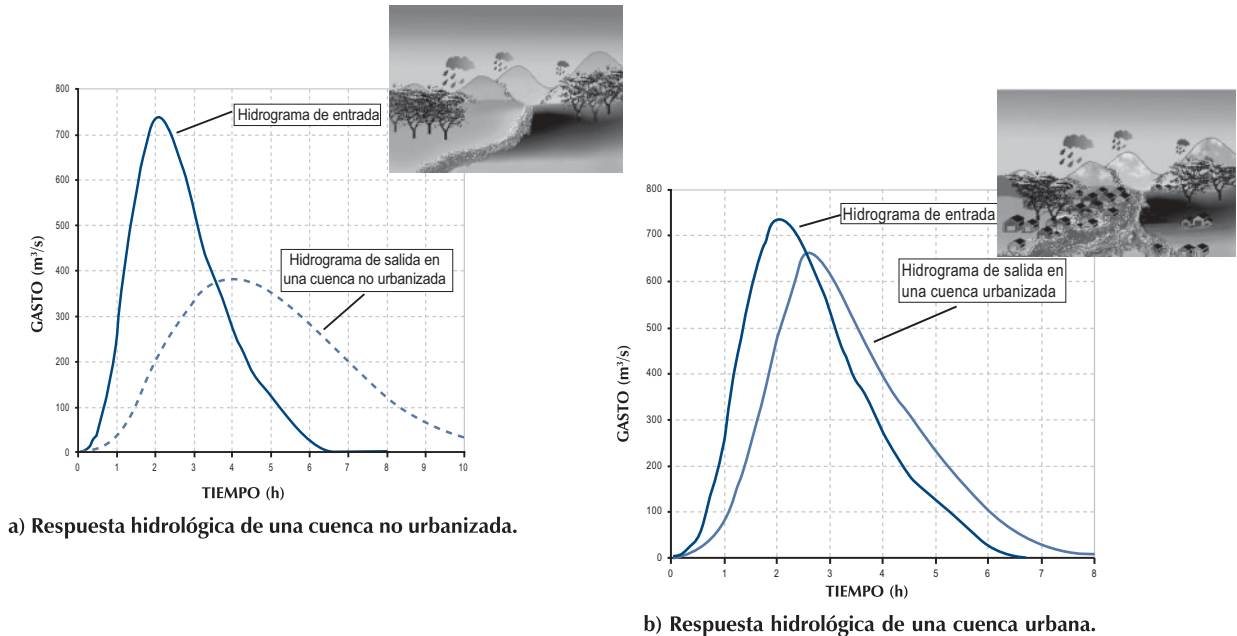 800
700
600
500
400
300
200
100
0
GASTO (m³/s)
Hidrograma de entrada
Hidrograma de salida en
una cuenca no urbanizada
0 1 2 3 4 5 6 7 8 9 10
TIEMPO (h)
a) Respuesta hidrológica de una cuenca no urbanizada.
800
700
600
500
400
300
200
100
0
GASTO (m³/s)
Hidrograma de entrada
Hidrograma de salida en
una cuenca urbanizada
0 1 2 3 4 5 6 7 8
TIEMPO (h)
b) Respuesta hidrológica de una cuenca urbana.